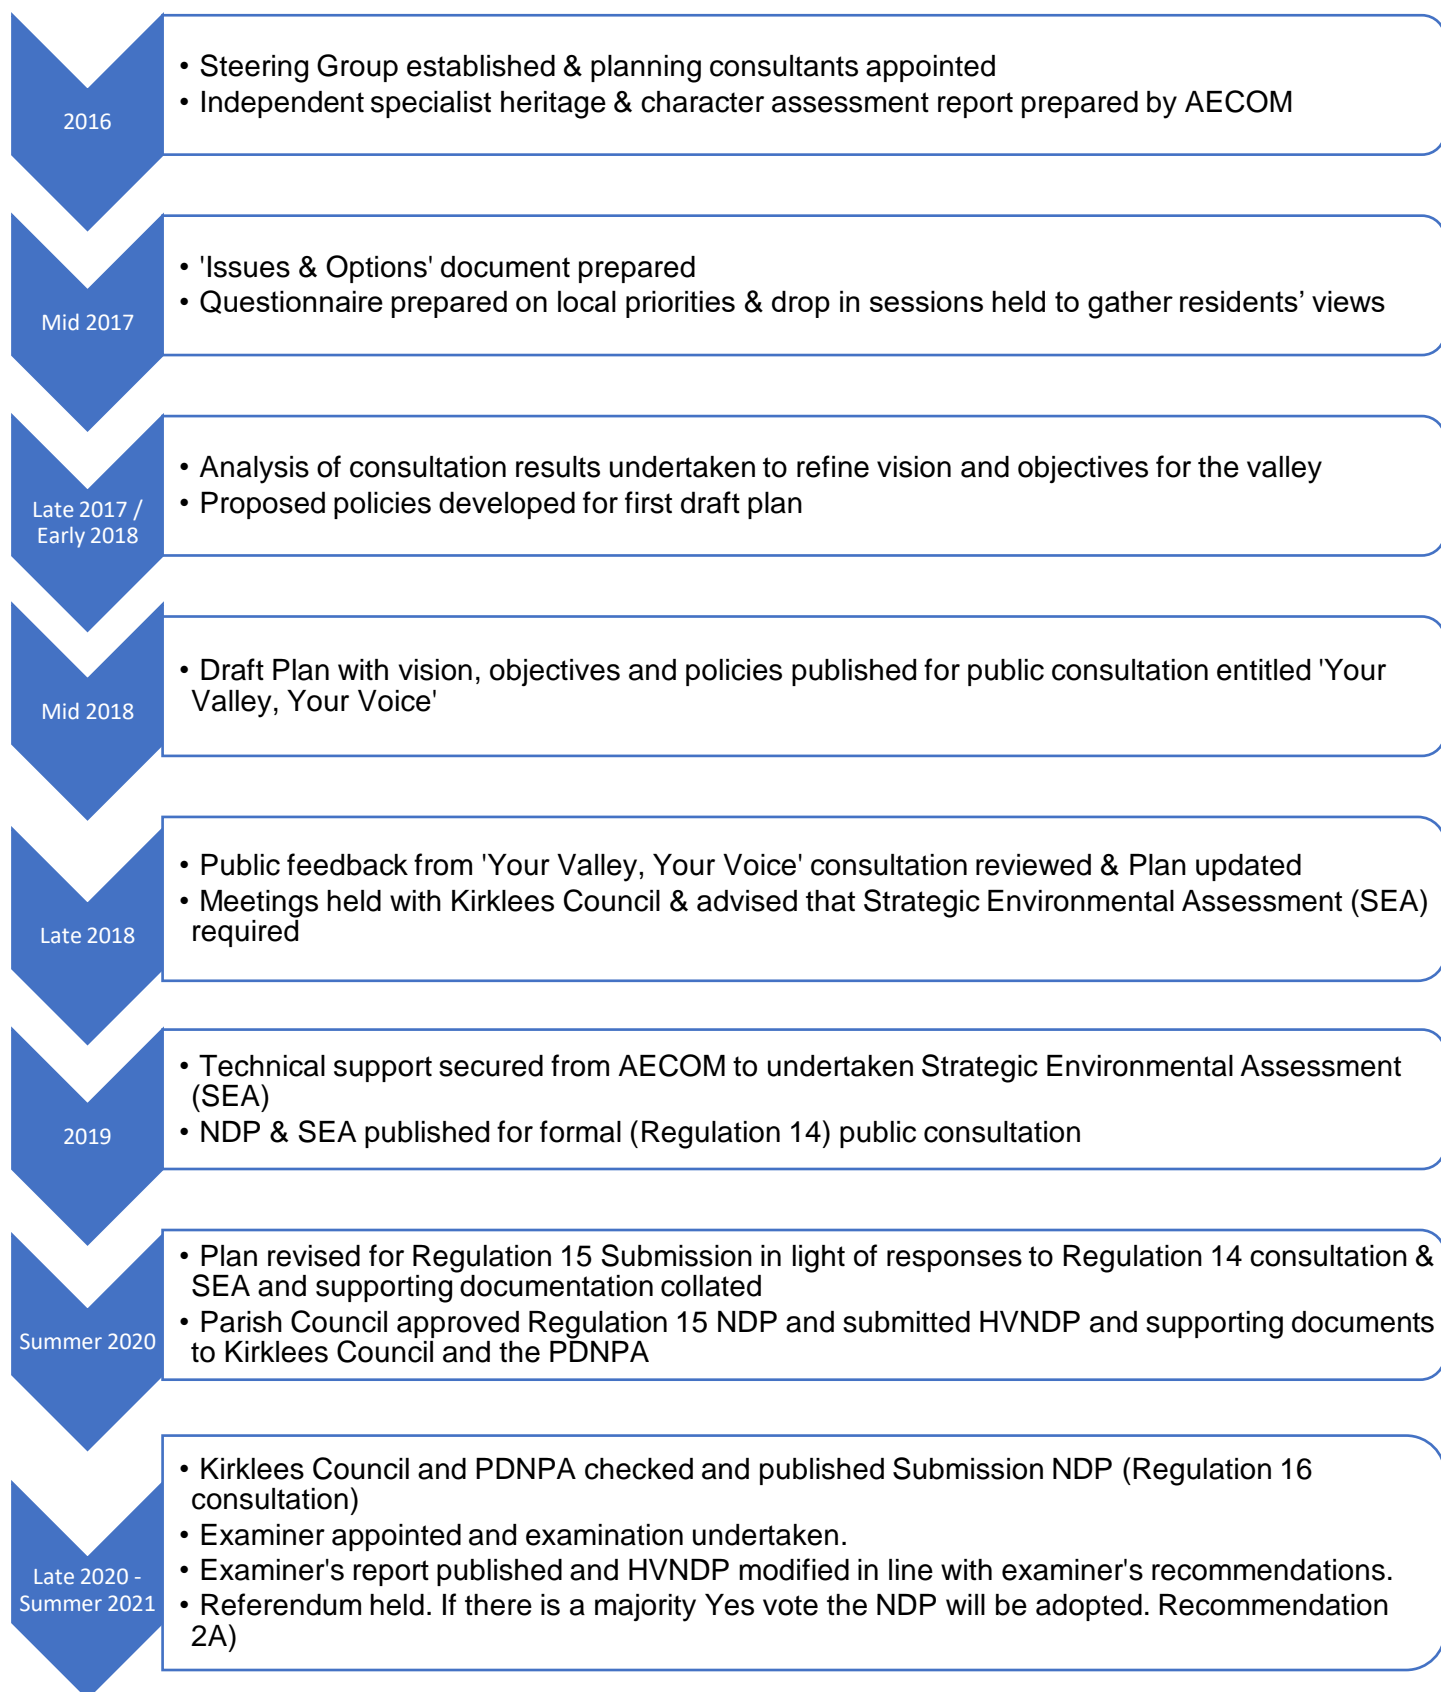 2016
• Steering Group established & planning consultants appointed
• Independent specialist heritage & character assessment report prepared by AECOM
Mid 2017
• 'Issues & Options' document prepared
• Questionnaire prepared on local priorities & drop in sessions held to gather residents’ views
Late 2017 /
Early 2018
• Analysis of consultation results undertaken to refine vision and objectives for the valley
• Proposed policies developed for first draft plan
Mid 2018
• Draft Plan with vision, objectives and policies published for public consultation entitled 'Your
Valley, Your Voice'
Late 2018
• Public feedback from 'Your Valley, Your Voice' consultation reviewed & Plan updated
• Meetings held with Kirklees Council & advised that Strategic Environmental Assessment (SEA)
required
2019
• Technical support secured from AECOM to undertaken Strategic Environmental Assessment
(SEA)
• NDP & SEA published for formal (Regulation 14) public consultation
Summer 2020
• Plan revised for Regulation 15 Submission in light of responses to Regulation 14 consultation &
SEA and supporting documentation collated
• Parish Council approved Regulation 15 NDP and submitted HVNDP and supporting documents
to Kirklees Council and the PDNPA
Late 2020 -
Summer 2021
• Kirklees Council and PDNPA checked and published Submission NDP (Regulation 16
consultation)
• Examiner appointed and examination undertaken.
• Examiner's report published and HVNDP modified in line with examiner's recommendations.
• Referendum held. If there is a majority Yes vote the NDP will be adopted. Recommendation
2A)